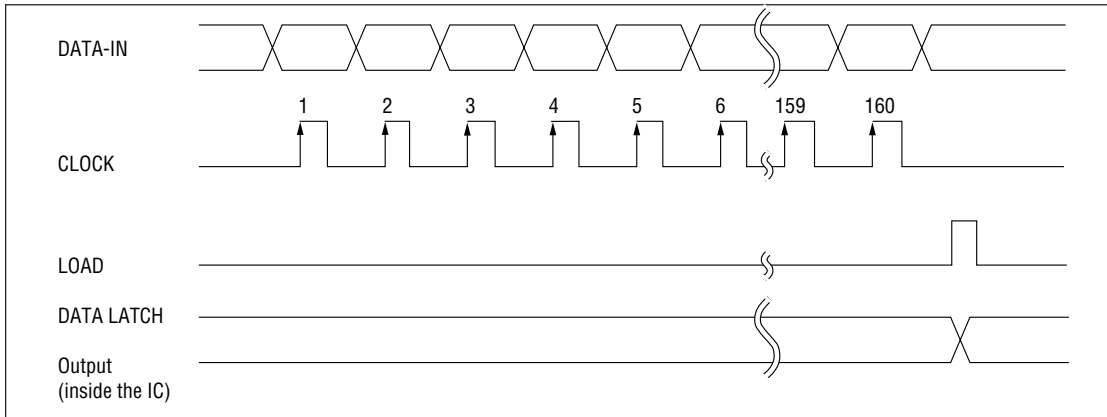 DATA-IN
1 2 3 4 5 6 159 160
CLOCK
LOAD
DATA LATCH
Output
(inside the IC)